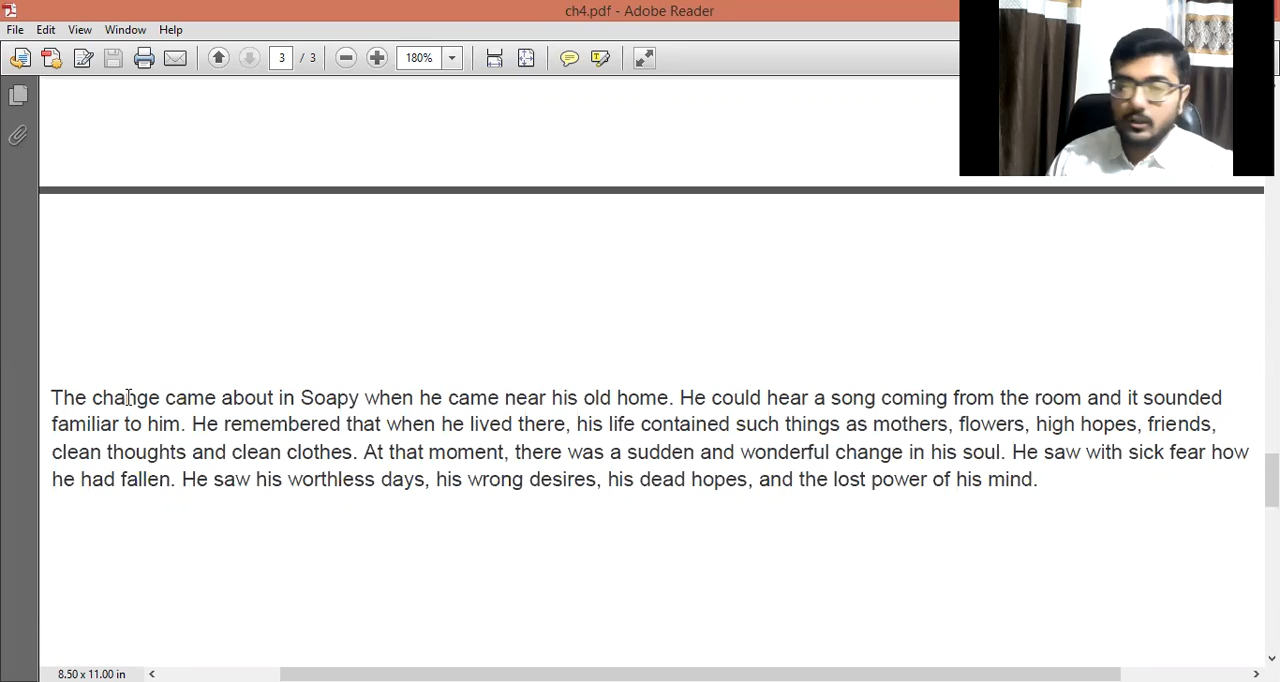 ch4.pdf - Adobe Reader
File Edit View Window Help
3 / 3 180%
The change came about in Soapy when he came near his old home. He could hear a song coming from the room and it sounded
familiar to him. He remembered that when he lived there, his life contained such things as mothers, flowers, high hopes, friends,
clean thoughts and clean clothes. At that moment, there was a sudden and wonderful change in his soul. He saw with sick fear how
he had fallen. He saw his worthless days, his wrong desires, his dead hopes, and the lost power of his mind.
8.50 x 11.00 in